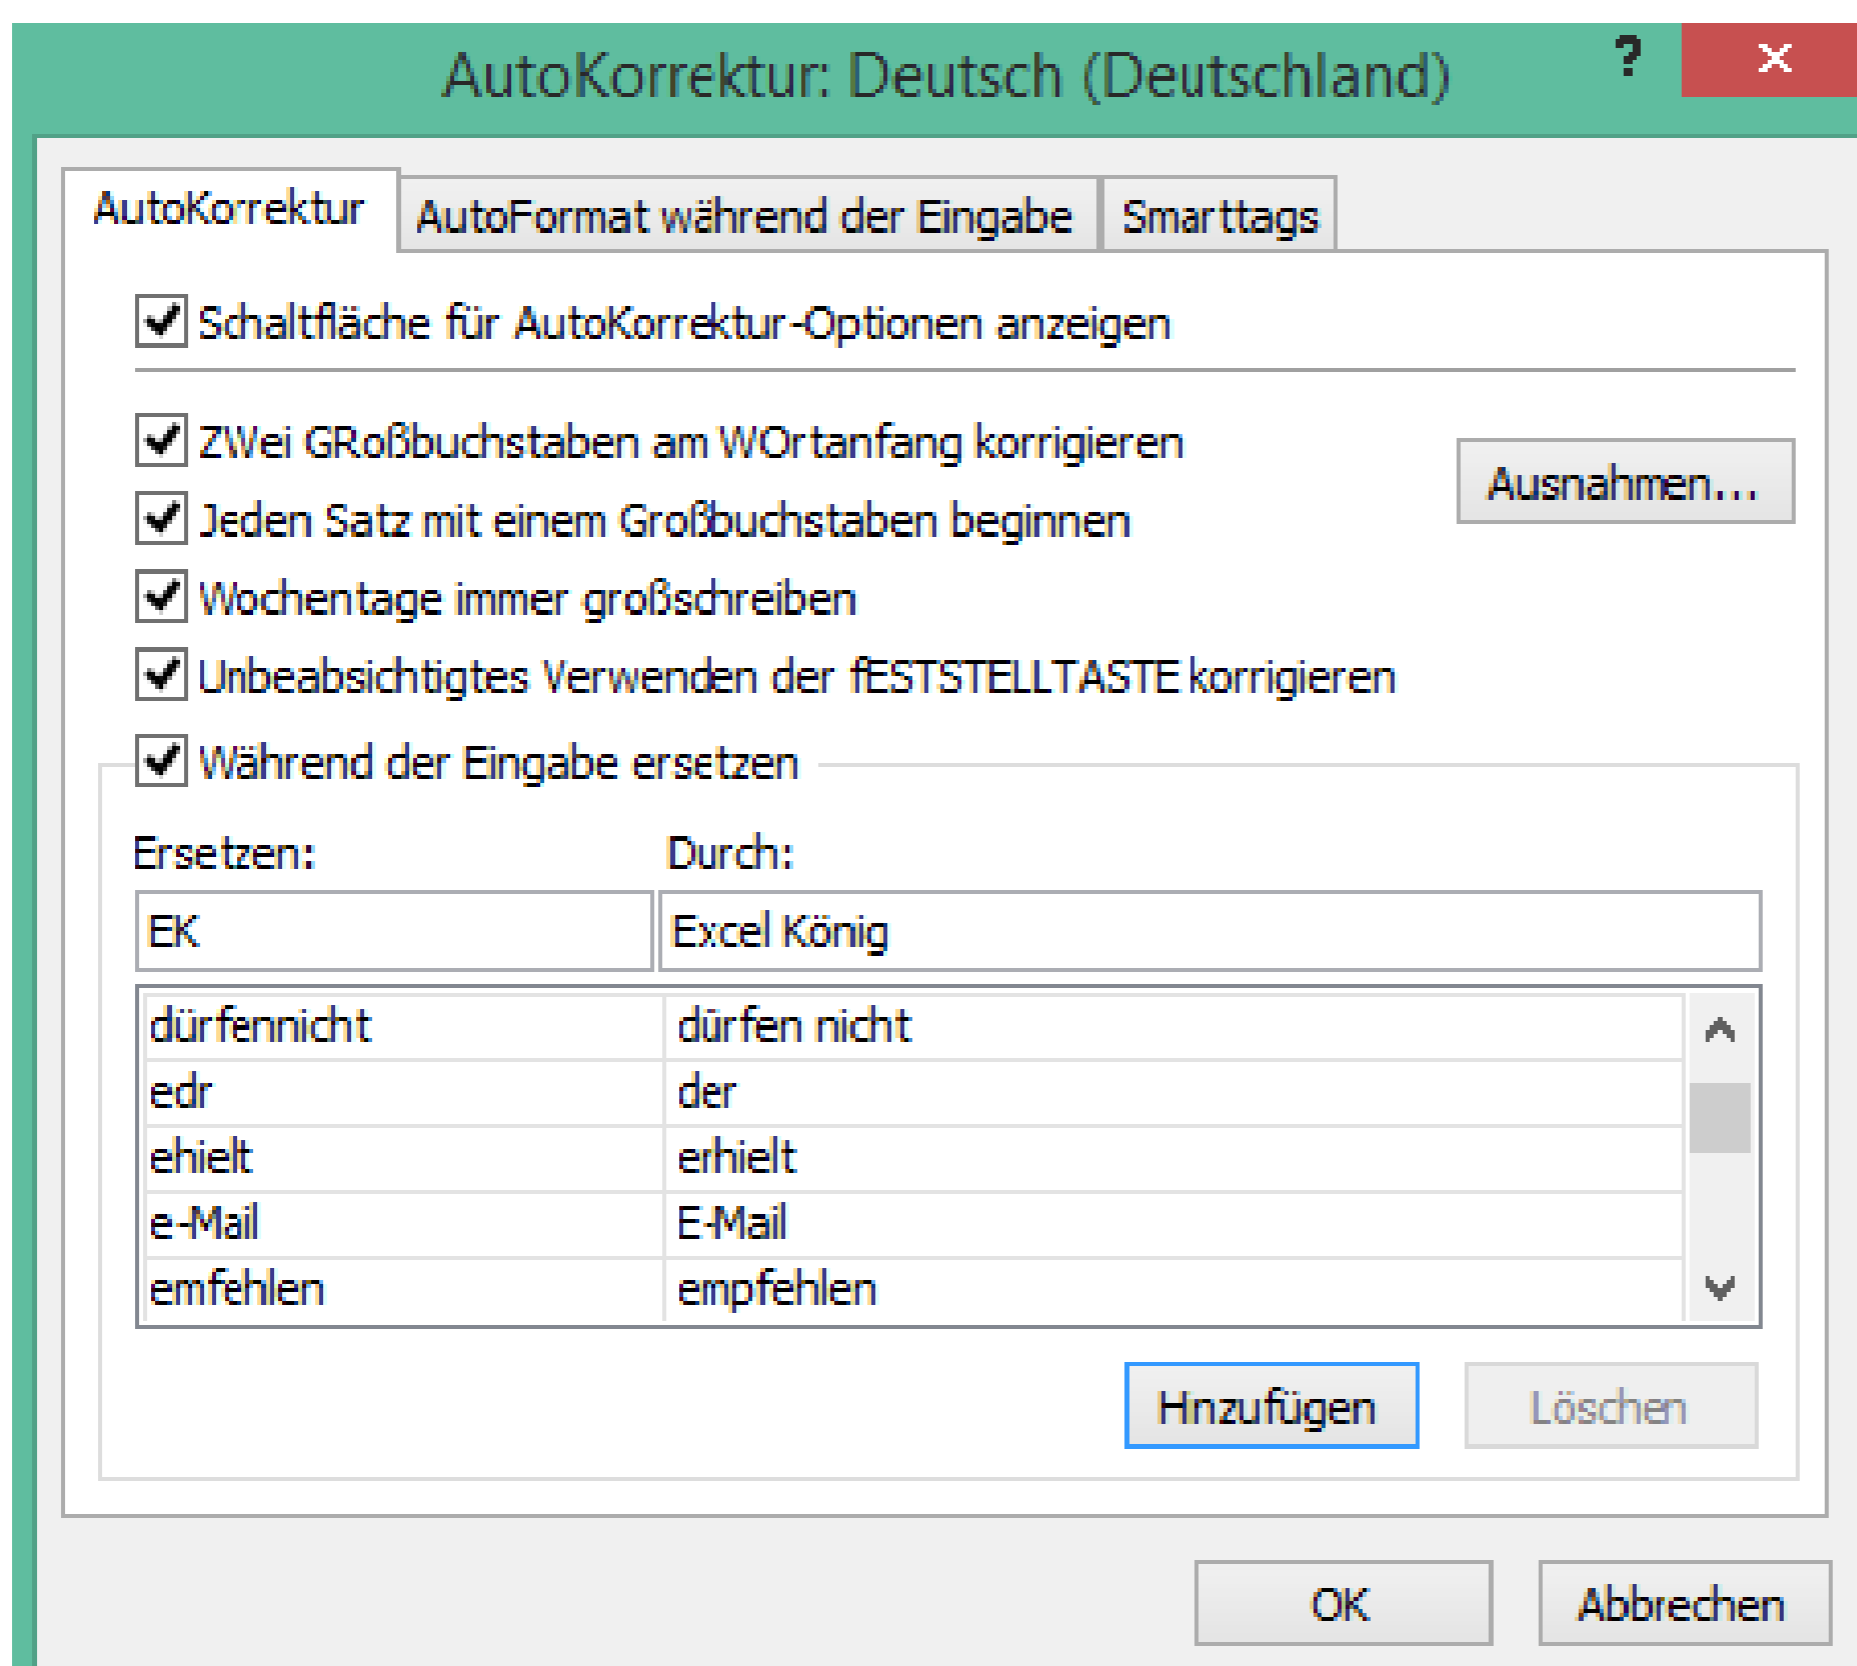 AutoKorrektur: Deutsch (Deutschland) ? x
AutoKorrektur AutoFormat während der Eingabe Smarttags
Schaltfläche für AutoKorrektur-Optionen anzeigen
ZWei GRoßbuchstaben am WOrtanfang korrigieren
Ausnahmen...
Jeden Satz mit einem Großbuchstaben beginnen
Wochentage immer großschreiben
Unbeabsichtigtes Verwenden der fESTSTELLTASTE korrigieren
Während der Eingabe ersetzen
Ersetzen: Durch:
EK Excel König
dürfennicht dürfen nicht
edr der
ehielt erhielt
e-Mail E-Mail
emfehlen empfehlen
Hinzufügen Löschen
OK Abbrechen